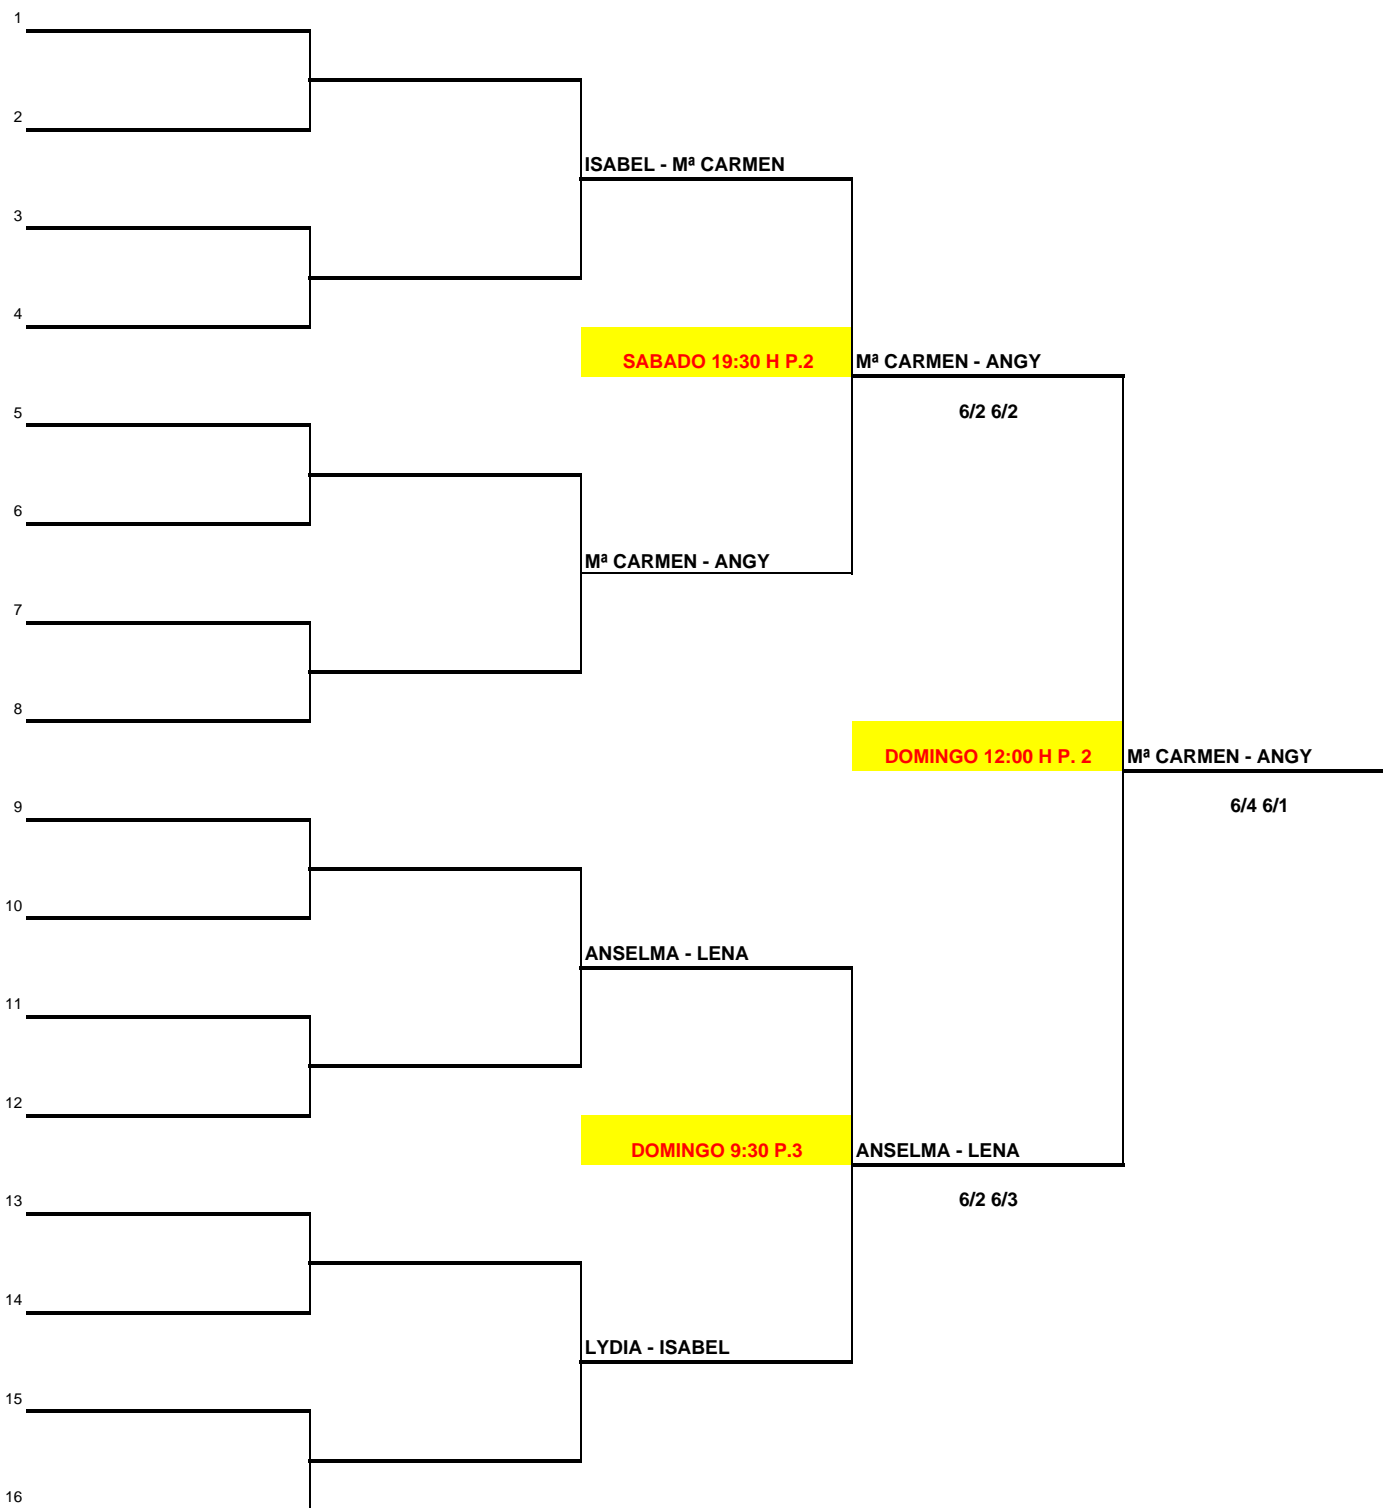 1
2
ISABEL - Mª CARMEN
3
4
SABADO 19:30 H P.2
Mª CARMEN - ANGY
6/2 6/2
5
6
Mª CARMEN - ANGY
7
8
DOMINGO 12:00 H P. 2
Mª CARMEN - ANGY
6/4 6/1
9
10
ANSELMA - LENA
11
12
DOMINGO 9:30 P.3
ANSELMA - LENA
6/2 6/3
13
14
LYDIA - ISABEL
15
16